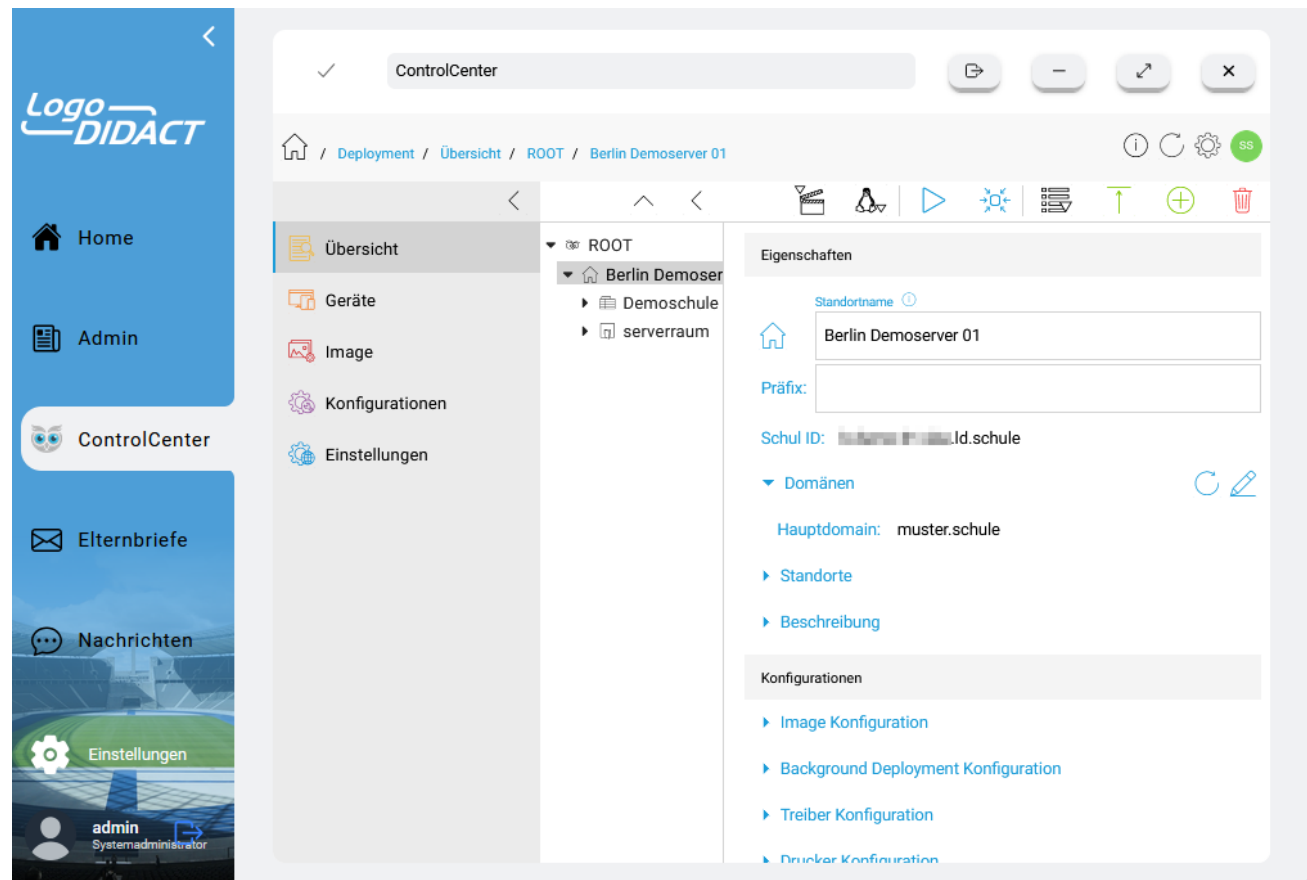 Logo
DIDACT
Home
Admin
ControlCenter
Elternbriefe
Nachrichten
Einstellungen
admin
Systemadministrator
ControlCenter
/ Deployment / Übersicht / ROOT / Berlin Demoserver 01
SS
Übersicht
Geräte
Image
Konfigurationen
Einstellungen
ROOT
Berlin Demoser
Demoschule
serverraum
Eigenschaften
Standortname
Berlin Demoserver 01
Präfix:
Schul ID: .ld.schule
Domänen
Hauptdomain: muster.schule
Standorte
Beschreibung
Konfigurationen
Image Konfiguration
Background Deployment Konfiguration
Treiber Konfiguration
Drucker Konfiguration